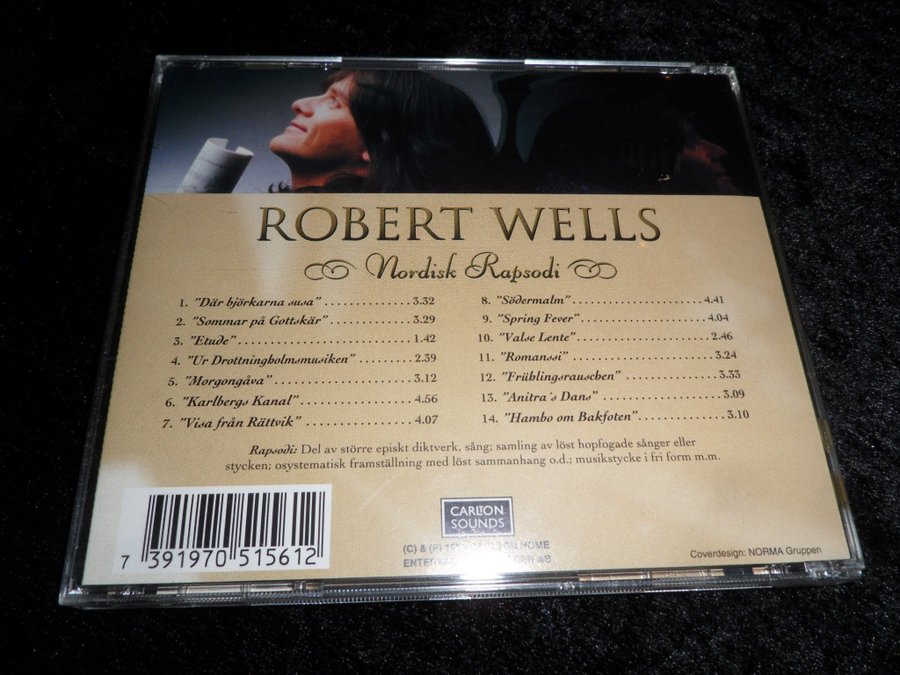 ROBERT WELLS
Nordisk Rapsodi
1. "Där björkarna susa" 3.32
2. "Sommar på Gottskär" 3.29
3. "Etude" 1.42
4. "Ur Drottningholmsmusiken" 2.39
5. "Morgongåva" 3.12
6. "Karlbergs Kanal" 4.56
7. "Visa från Rättvik" 4.07
8. "Södermalm" 4.41
9. "Spring Fever" 4.04
10. "Valse Lente" 2.46
11. "Romanssi" 3.24
12. "Frühlingsrauschen" 3.33
13. "Anitra´s Dans" 3.09
14. "Hambo om Bakfoten" 3.10
Rapsodi: Del av större episkt diktverk, sång; samling av löst hopfogade sånger eller
stycken; osystematisk framställning med löst sammanhang o.d.; musikstycke i fri form m.m.
CARLTON
SOUNDS
(C) & (P) HOME
AB
Coverdesign: NORMA Gruppen
7 391970 515612